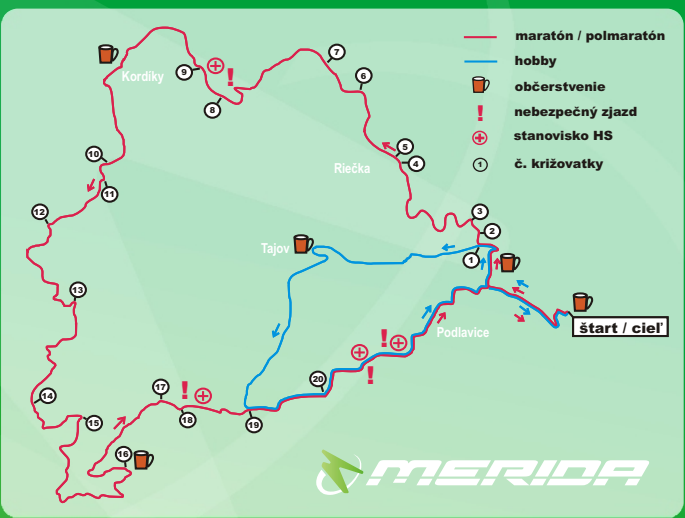 maratón / polmaratón
hobby
občerstvenie
nebezpečný zjazd
stanovisko HS
1 č. križovatky
Kordíky
9
8
7
6
10
11
5
4
Riečka
12
3
2
Tajov
1
13
štart / cieľ
Podlavice
20
17
14
18
15
19
16
MERIDA